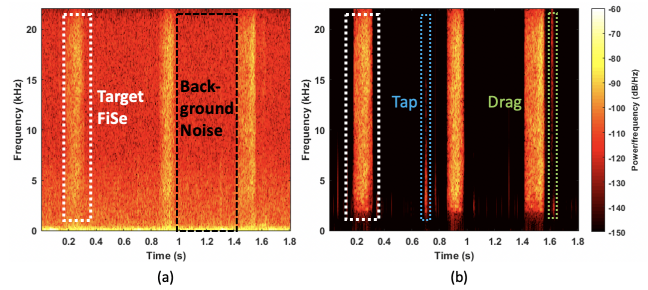 Frequency (kHz)
20
15
10
5
0
Target
FiSe
Back-
ground
Noise
0.2 0.4 0.6 0.8 1 1.2 1.4 1.6 1.8
Time (s)
(a)
Frequency (kHz)
20
15
10
5
0
Tap
Drag
0.2 0.4 0.6 0.8 1 1.2 1.4 1.6 1.8
Time (s)
(b)
-60
-70
-80
-90
-100
-110
-120
-130
-140
-150
Power/frequency (dB/Hz)